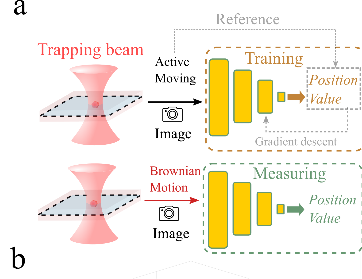 a
Reference
Trapping beam
Active
Moving
Image
Training
Position
Value
Gradient descent
Brownian
Motion
Image
Measuring
Position
Value
b